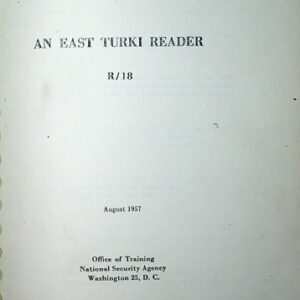 AN EAST TURKI READER
R/18
August 1957
Office of Training
National Security Agency
Washington 25, D. C.